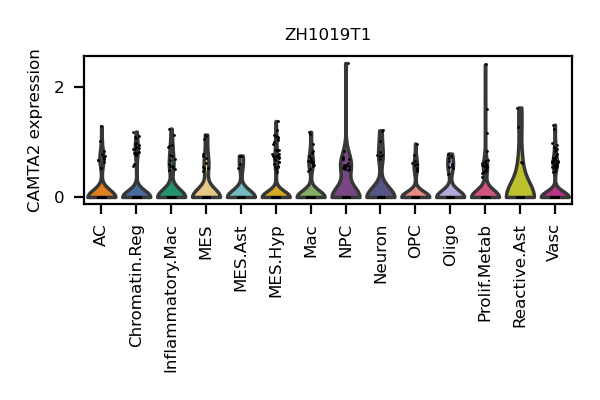 ZH1019T1
CAMTA2 expression
2
0
AC
Chromatin.Reg
Inflammatory.Mac
MES
MES.Ast
MES.Hyp
Mac
NPC
Neuron
OPC
Oligo
Prolif.Metab
Reactive.Ast
Vasc